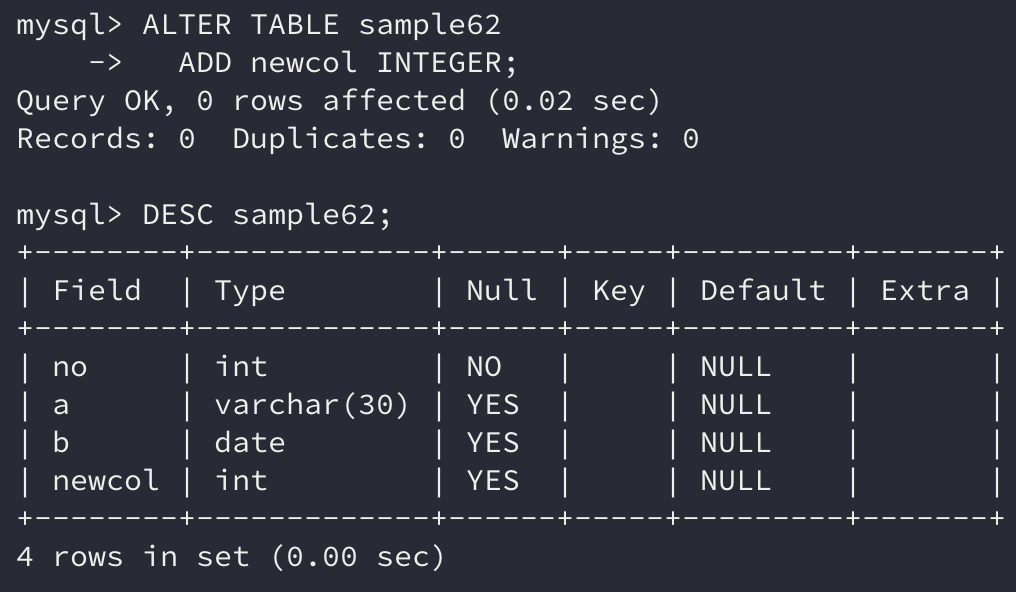 mysql> ALTER TABLE sample62
    ->   ADD newcol INTEGER;
Query OK, 0 rows affected (0.02 sec)
Records: 0  Duplicates: 0  Warnings: 0

mysql> DESC sample62;
+--------+-------------+------+-----+---------+-------+
| Field  | Type        | Null | Key | Default | Extra |
+--------+-------------+------+-----+---------+-------+
| no     | int         | NO   |     | NULL    |       |
| a      | varchar(30) | YES  |     | NULL    |       |
| b      | date        | YES  |     | NULL    |       |
| newcol | int         | YES  |     | NULL    |       |
+--------+-------------+------+-----+---------+-------+
4 rows in set (0.00 sec)